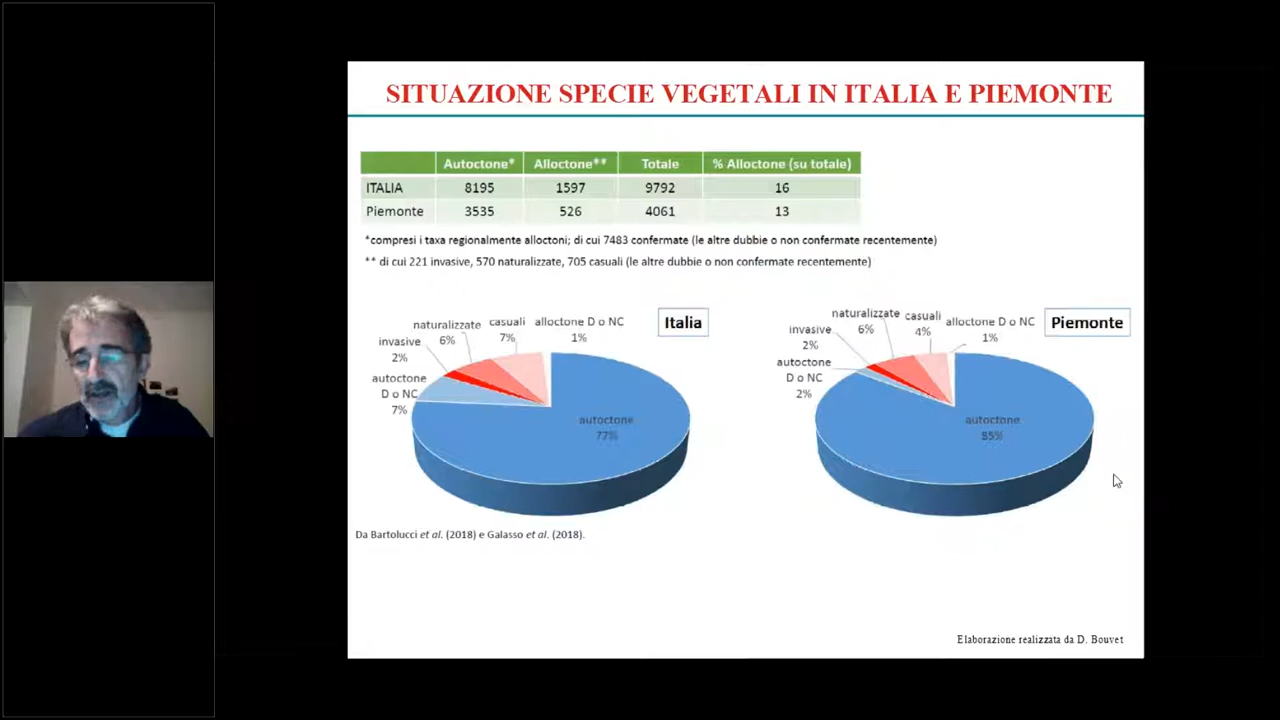 SITUAZIONE SPECIE VEGETALI IN ITALIA E PIEMONTE
Autoctone* Alloctone** Totale % Alloctone (su totale)
ITALIA 8195 1597 9792 16
Piemonte 3535 526 4061 13
*compresi i taxa regionalmente alloctoni; di cui 7483 confermate (le altre dubbie o non confermate recentemente)
** di cui 221 invasive, 570 naturalizzate, 705 casuali (le altre dubbie o non confermate recentemente)
Italia
naturalizzate
6%
casuali
7%
alloctone D o NC
1%
invasive
2%
autoctone
D o NC
7%
autoctone
77%
Piemonte
naturalizzate
6%
casuali
4%
alloctone D o NC
1%
invasive
2%
autoctone
D o NC
2%
autoctone
85%
Da Bartolucci et al. (2018) e Galasso et al. (2018).
Elaborazione realizzata da D. Bouvet